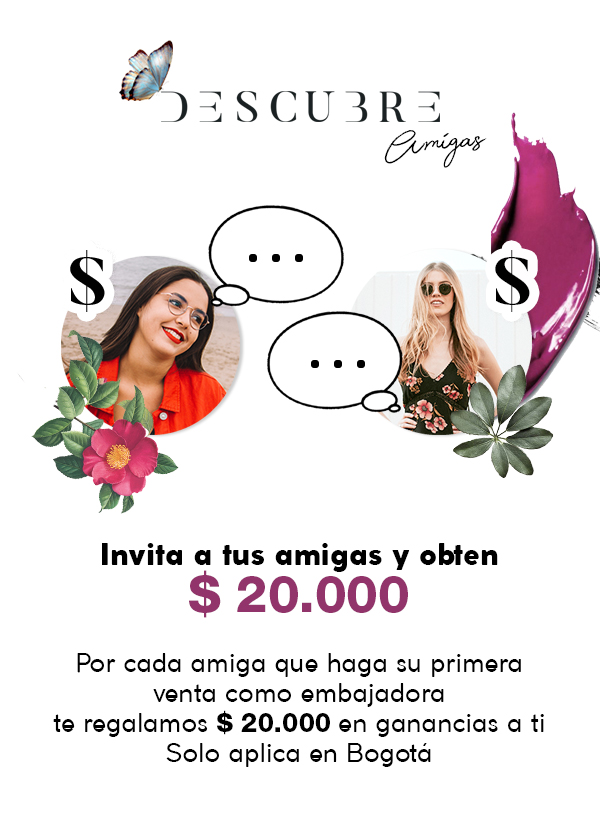 DESCUBRE
Amigas
$
$
...
...
Invita a tus amigas y obten
$ 20.000
Por cada amiga que haga su primera
venta como embajadora
te regalamos $ 20.000 en ganancias a ti
Solo aplica en Bogotá